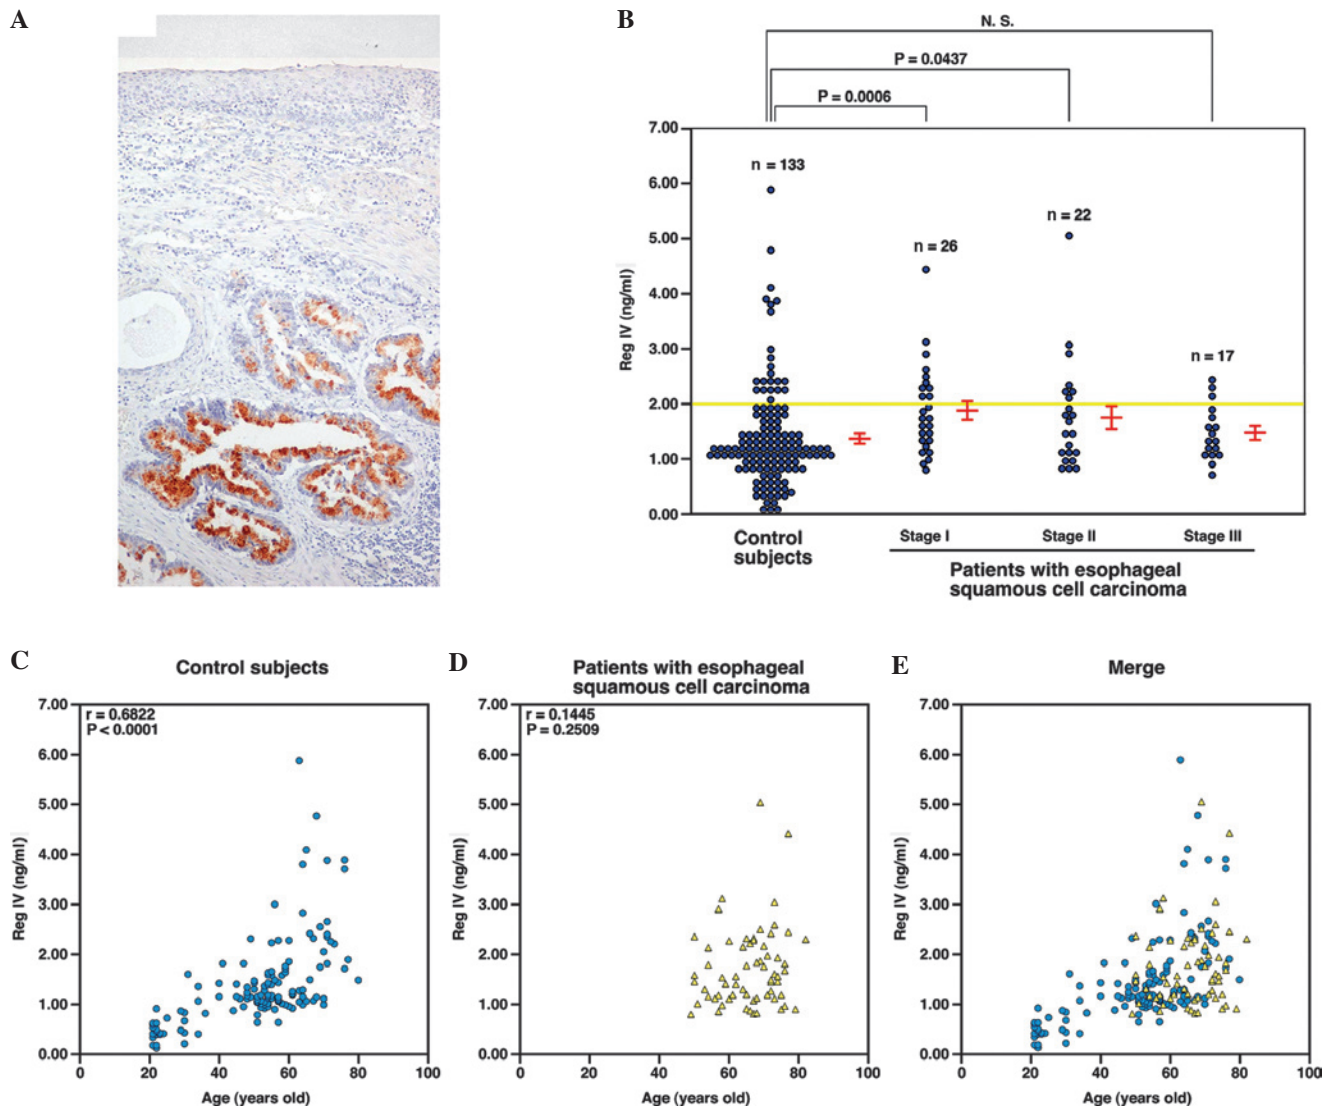 A
B
N. S.
P = 0.0437
P = 0.0006
7.00
6.00
5.00
4.00
3.00
2.00
1.00
0.00
Reg IV (ng/ml)
n = 133
n = 26
n = 22
n = 17
Control
subjects
Stage I
Stage II
Stage III
Patients with esophageal
squamous cell carcinoma
C
Control subjects
r = 0.6822
P < 0.0001
7.00
6.00
5.00
4.00
3.00
2.00
1.00
0.00
Reg IV (ng/ml)
0
20
40
60
80
100
Age (years old)
D
Patients with esophageal
squamous cell carcinoma
r = 0.1445
P = 0.2509
7.00
6.00
5.00
4.00
3.00
2.00
1.00
0.00
Reg IV (ng/ml)
0
20
40
60
80
100
Age (years old)
E
Merge
7.00
6.00
5.00
4.00
3.00
2.00
1.00
0.00
Reg IV (ng/ml)
0
20
40
60
80
100
Age (years old)